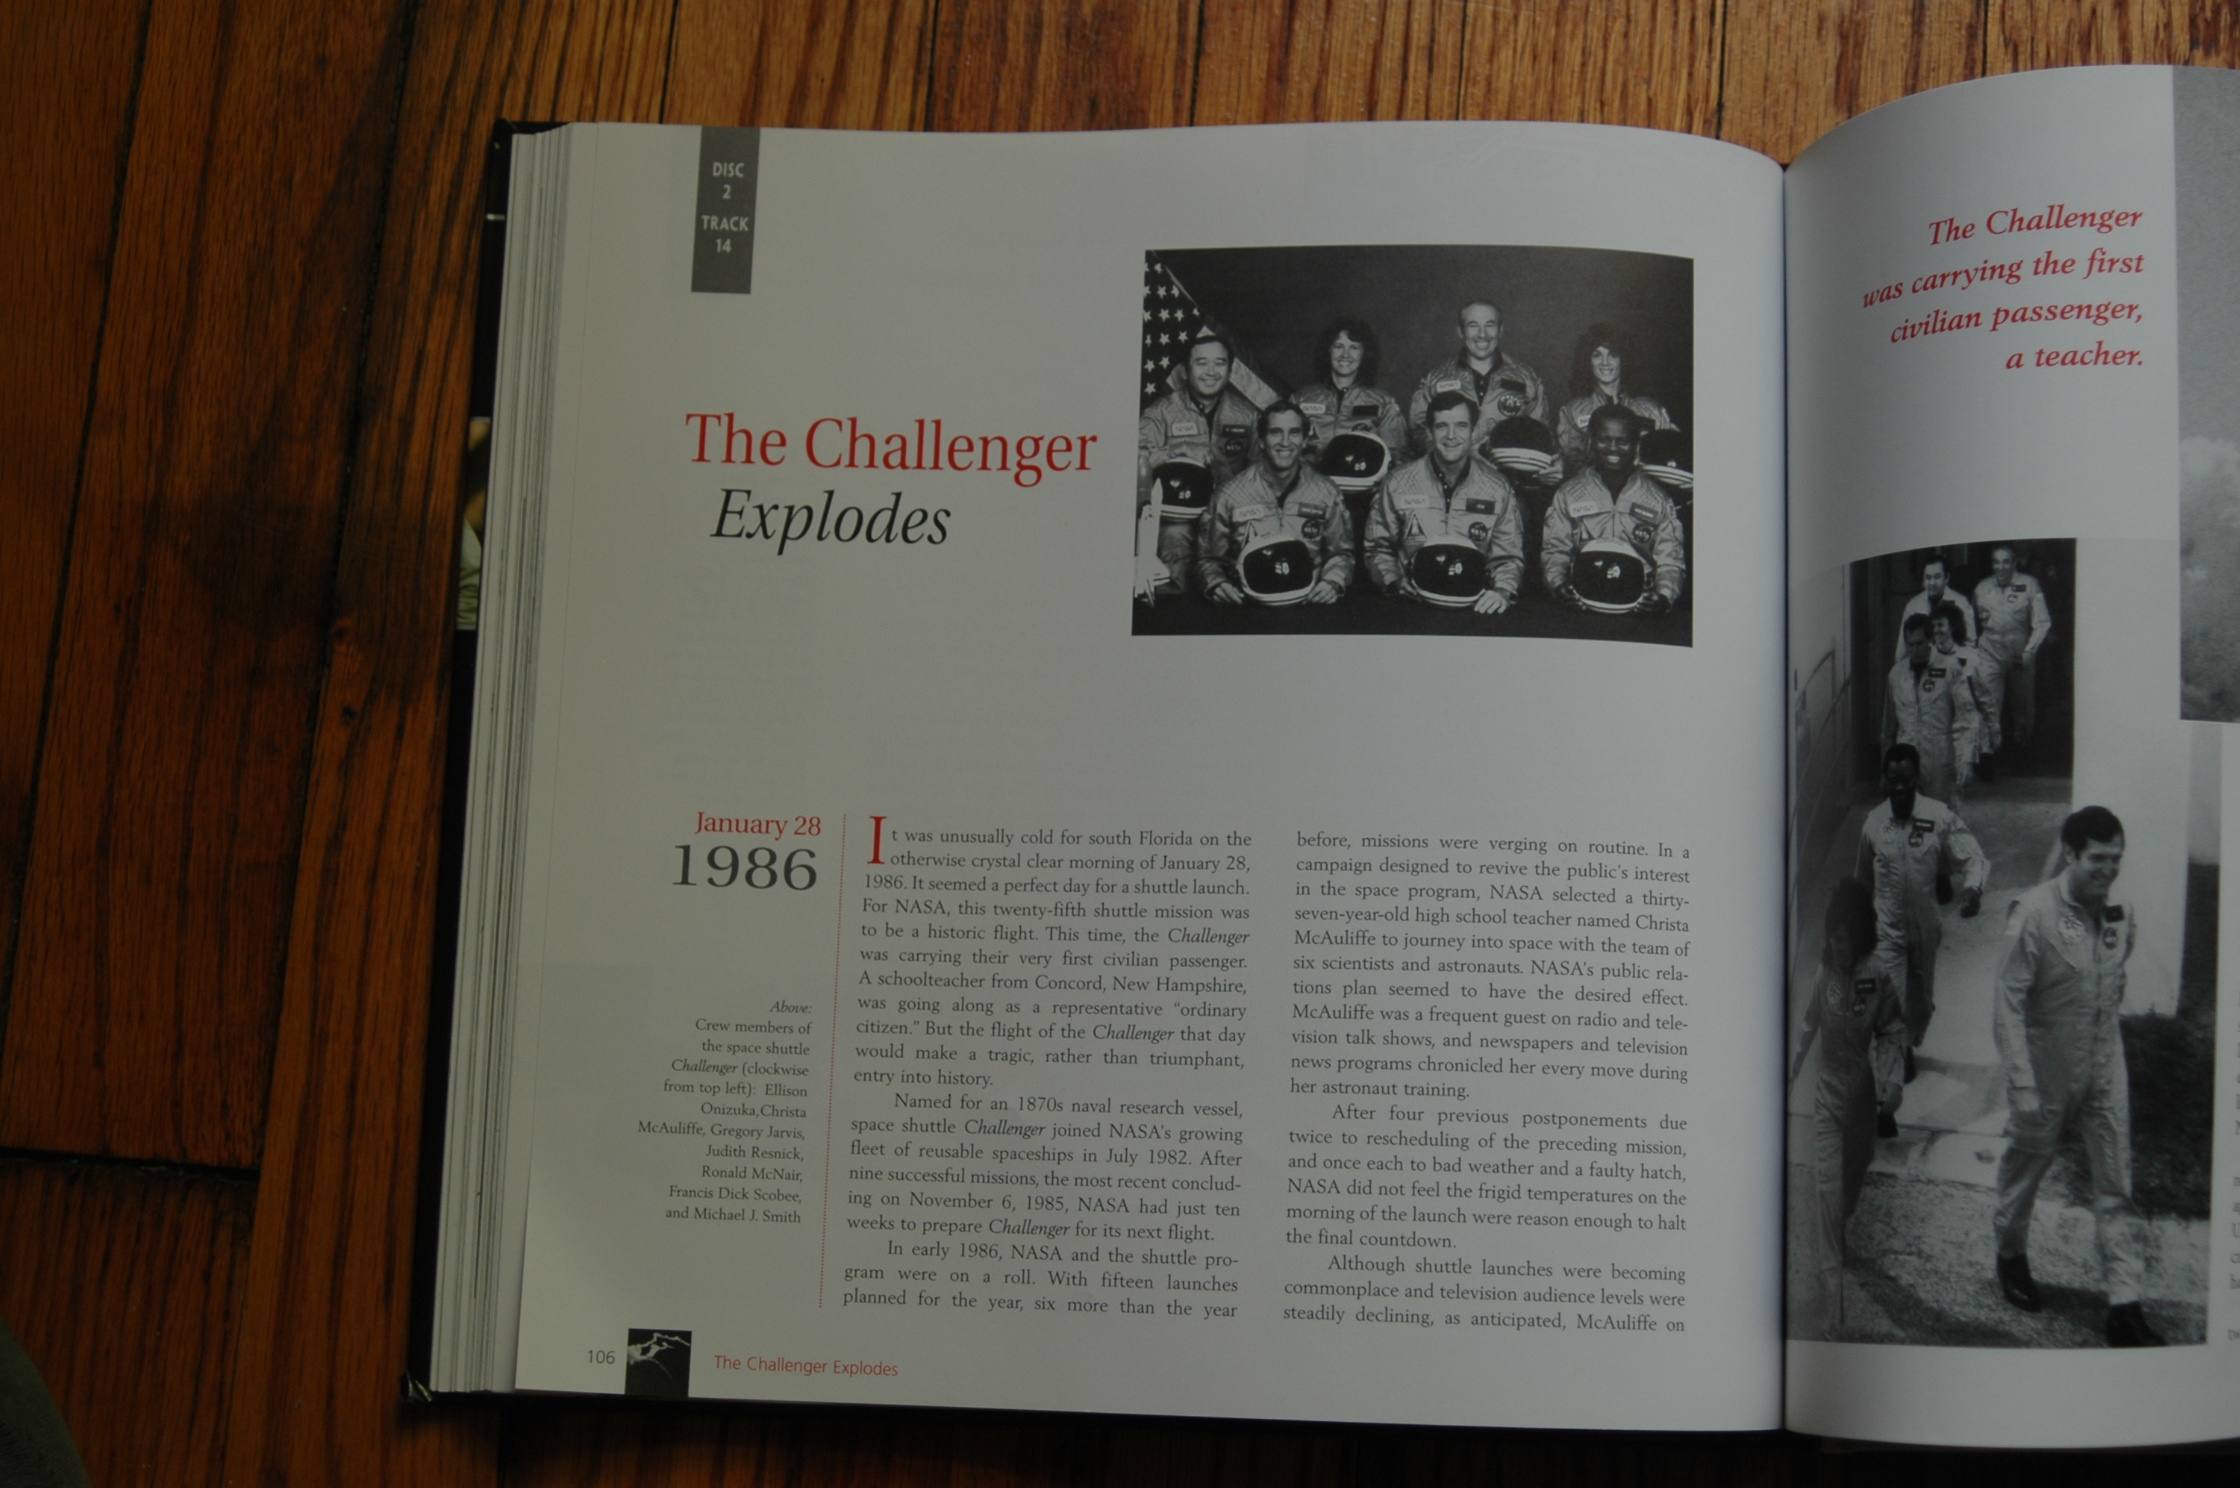 DISC
2
TRACK
14
The Challenger
Explodes
January 28
1986
Above:
Crew members of
the space shuttle
Challenger (clockwise
from top left): Ellison
Onizuka, Christa
McAuliffe, Gregory Jarvis,
Judith Resnick,
Ronald McNair,
Francis Dick Scobee,
and Michael J. Smith
It was unusually cold for south Florida on the
otherwise crystal clear morning of January 28,
1986. It seemed a perfect day for a shuttle launch.
For NASA, this twenty-fifth shuttle mission was
to be a historic flight. This time, the Challenger
was carrying their very first civilian passenger.
A schoolteacher from Concord, New Hampshire,
was going along as a representative "ordinary
citizen." But the flight of the Challenger that day
would make a tragic, rather than triumphant,
entry into history.
Named for an 1870s naval research vessel,
space shuttle Challenger joined NASA's growing
fleet of reusable spaceships in July 1982. After
nine successful missions, the most recent conclud-
ing on November 6, 1985, NASA had just ten
weeks to prepare Challenger for its next flight.
In early 1986, NASA and the shuttle pro-
gram were on a roll. With fifteen launches
planned for the year, six more than the year
before, missions were verging on routine. In a
campaign designed to revive the public's interest
in the space program, NASA selected a thirty-
seven-year-old high school teacher named Christa
McAuliffe to journey into space with the team of
six scientists and astronauts. NASA's public rela-
tions plan seemed to have the desired effect.
McAuliffe was a frequent guest on radio and tele-
vision talk shows, and newspapers and television
news programs chronicled her every move during
her astronaut training.
After four previous postponements due
twice to rescheduling of the preceding mission,
and once each to bad weather and a faulty hatch,
NASA did not feel the frigid temperatures on the
morning of the launch were reason enough to halt
the final countdown.
Although shuttle launches were becoming
commonplace and television audience levels were
steadily declining, as anticipated, McAuliffe on
106
The Challenger Explodes
The Challenger
was carrying the first
civilian passenger,
a teacher.